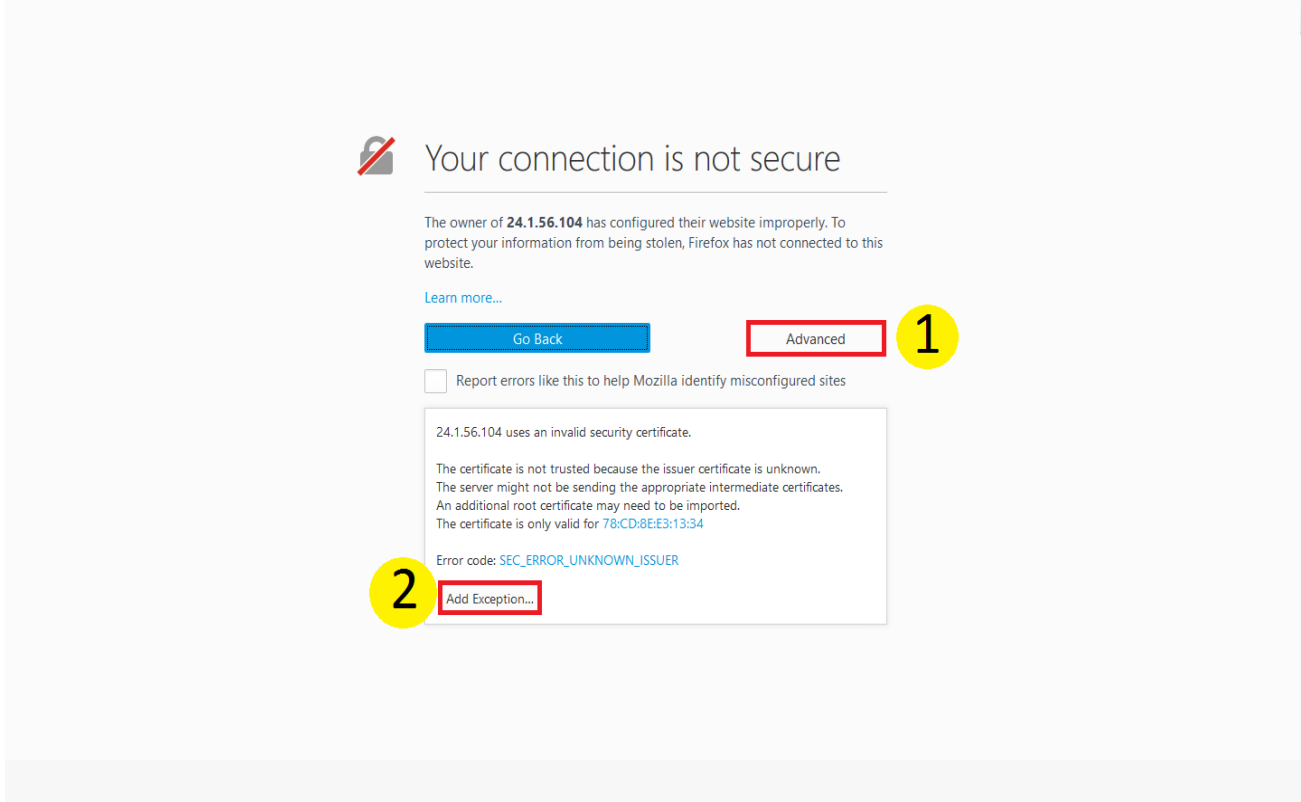 Your connection is not secure
The owner of 24.1.56.104 has configured their website improperly. To
protect your information from being stolen, Firefox has not connected to this
website.
Learn more...
Go Back
Advanced
1
Report errors like this to help Mozilla identify misconfigured sites
24.1.56.104 uses an invalid security certificate.
The certificate is not trusted because the issuer certificate is unknown.
The server might not be sending the appropriate intermediate certificates.
An additional root certificate may need to be imported.
The certificate is only valid for 78:CD:8E:E3:13:34
Error code: SEC_ERROR_UNKNOWN_ISSUER
2
Add Exception...